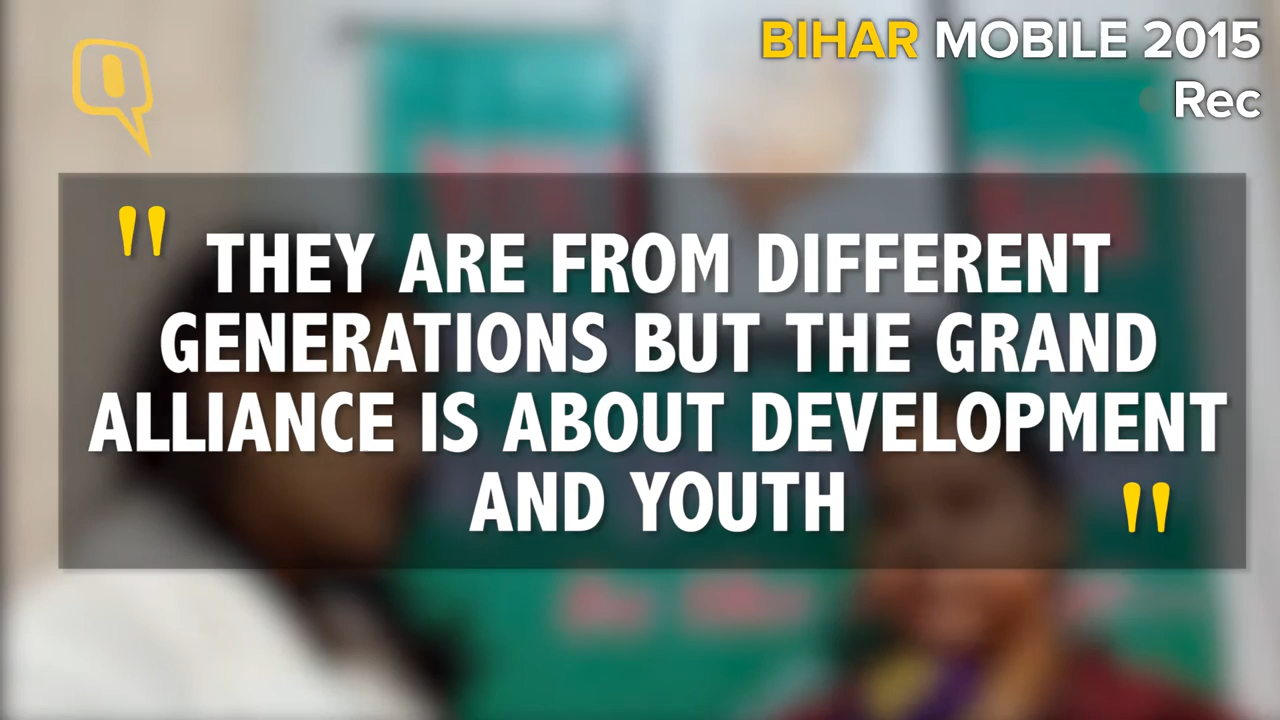 BIHAR MOBILE 2015
Rec
"THEY ARE FROM DIFFERENT
GENERATIONS BUT THE GRAND
ALLIANCE IS ABOUT DEVELOPMENT
AND YOUTH"